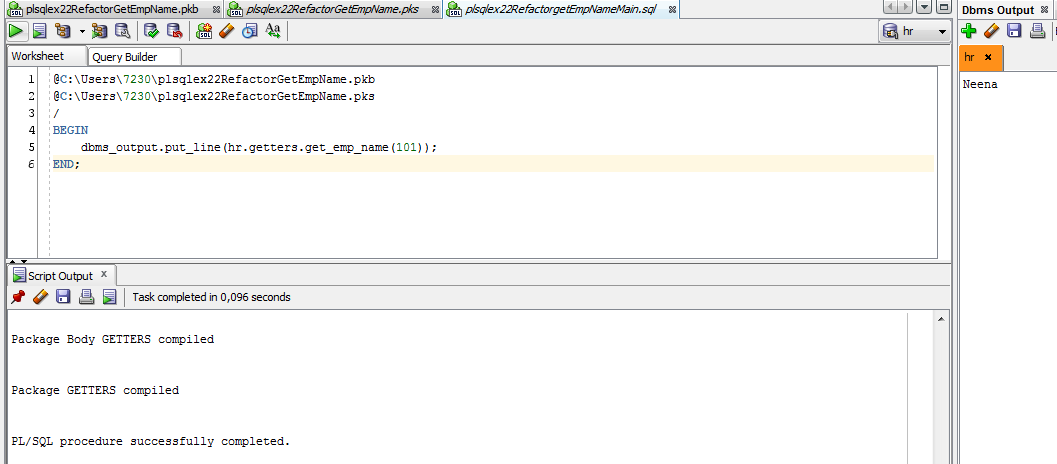 plsqlex22RefactorGetEmpName.pkb
plsqlex22RefactorGetEmpName.pks
plsqlex22RefactorgetEmpNameMain.sql
hr
Worksheet
Query Builder
1 @C:\Users\7230\plsqlex22RefactorGetEmpName.pkb
2 @C:\Users\7230\plsqlex22RefactorGetEmpName.pks
3 /
4 BEGIN
5 dbms_output.put_line(hr.getters.get_emp_name(101));
6 END;
Script Output x
Task completed in 0,096 seconds
Package Body GETTERS compiled
Package GETTERS compiled
PL/SQL procedure successfully completed.
Dbms Output
hr
Neena